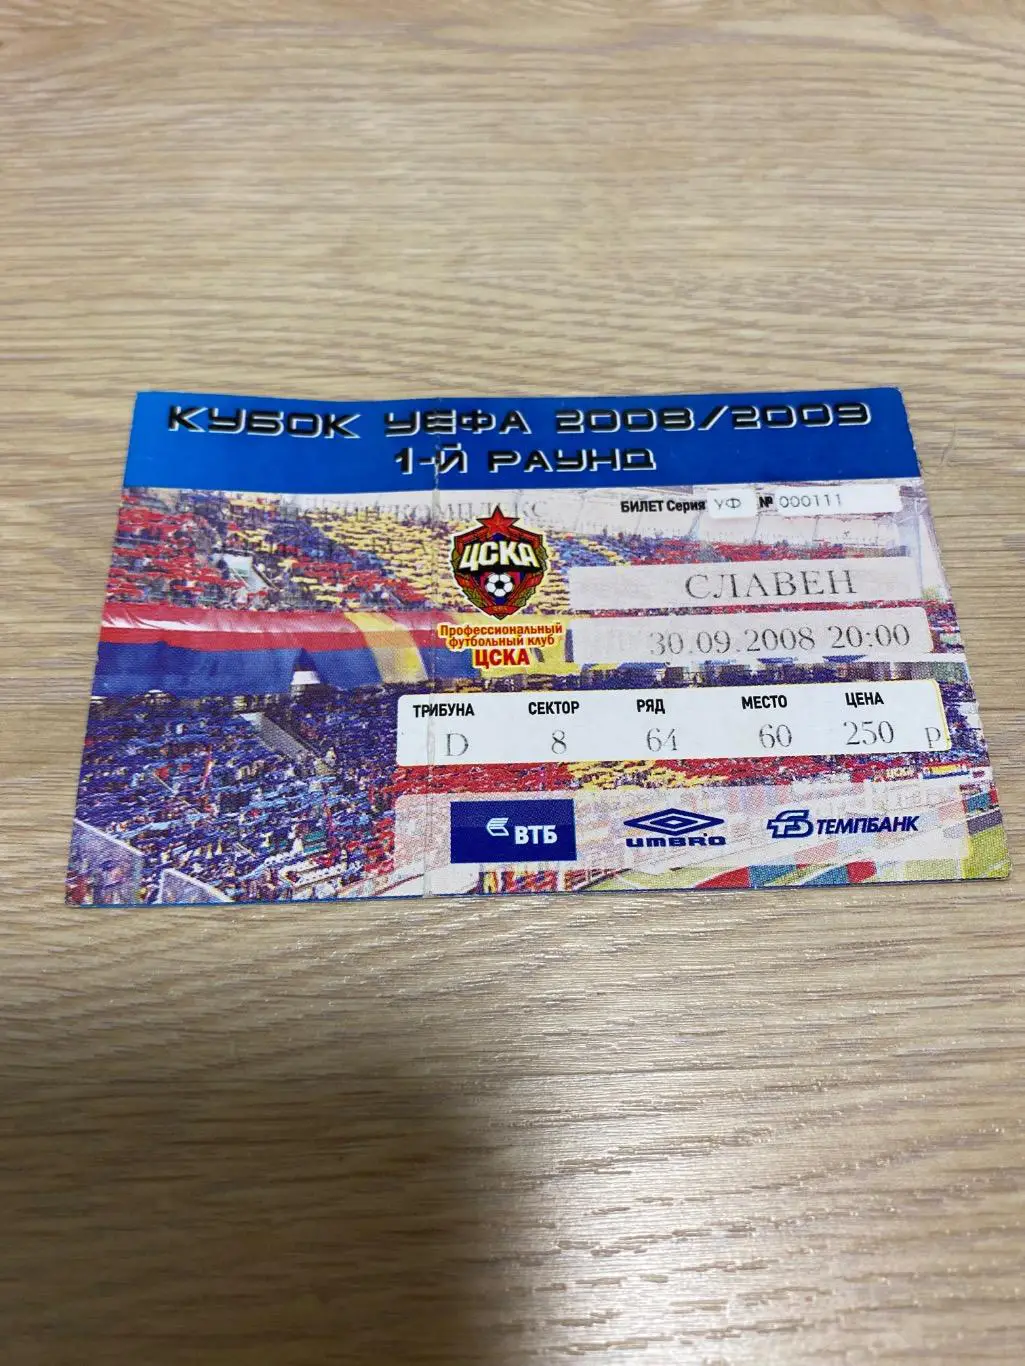 КУБОК УЕФА 2008/2009
1-Й РАУНД
БИЛЕТ Серия УФ № 000111
ЦСКА
СЛАВЕН
Профессиональный
футбольный клуб
ЦСКА
30.09.2008 20:00
ТРИБУНА СЕКТОР РЯД МЕСТО ЦЕНА
D 8 64 60 250 Р
ВТБ umbro ТЕМПБАНК